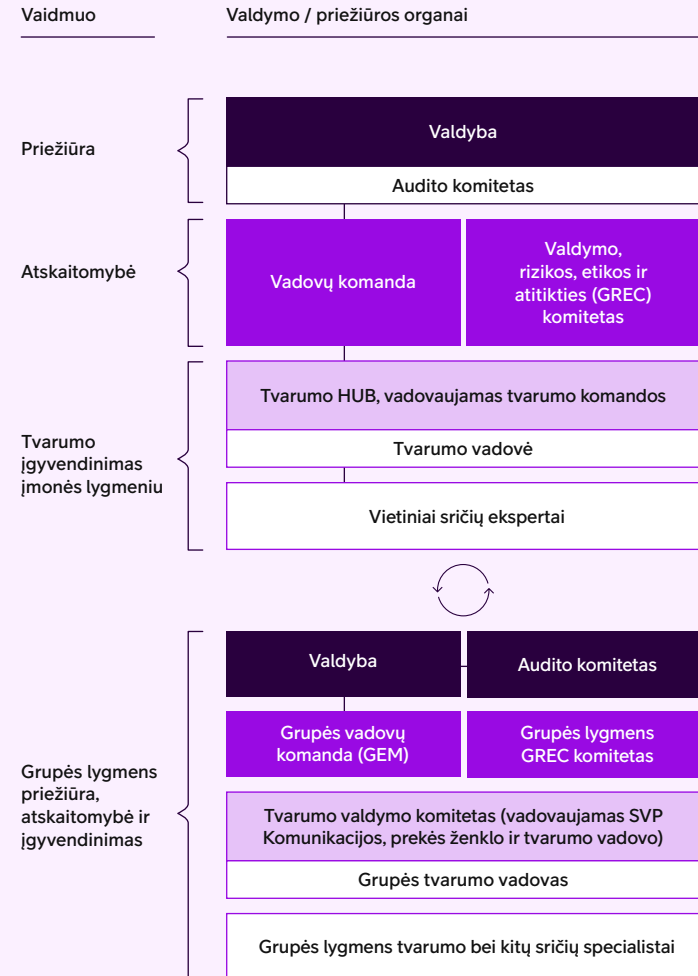 Vaidmuo
Valdymo / priežiūros organai
Priežiūra
Valdyba
Audito komitetas
Atskaitomybė
Vadovų komanda
Valdymo,
rizikos, etikos ir
atitikties (GREC)
komitetas
Tvarumo
įgyvendinimas
įmonės lygmeniu
Tvarumo HUB, vadovaujamas tvarumo komandos
Tvarumo vadovė
Vietiniai sričių ekspertai
Grupės lygmens
priežiūra,
atskaitomybė ir
įgyvendinimas
Valdyba
Audito komitetas
Grupės vadovų
komanda (GEM)
Grupės lygmens
GREC komitetas
Tvarumo valdymo komitetas (vadovaujamas SVP
Komunikacijos, prekės ženklo ir tvarumo vadovo)
Grupės tvarumo vadovas
Grupės lygmens tvarumo bei kitų sričių specialistai